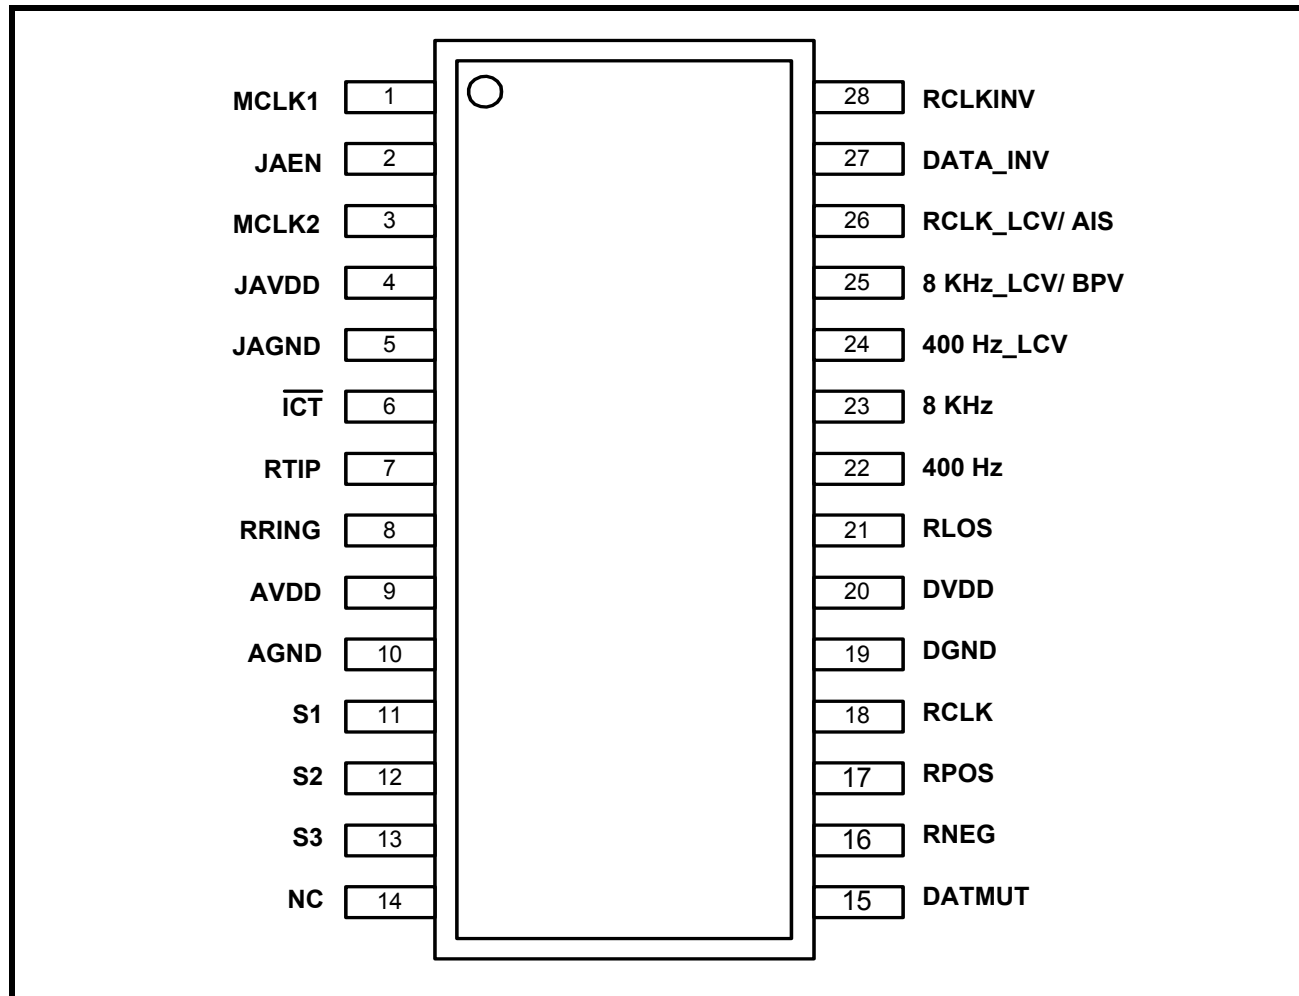 MCLK1 1 28 RCLKINV
JAEN 2 27 DATA_INV
MCLK2 3 26 RCLK_LCV/ AIS
JAVDD 4 25 8 KHz_LCV/ BPV
JAGND 5 24 400 Hz_LCV
ICT 6 23 8 KHz
RTIP 7 22 400 Hz
RRING 8 21 RLOS
AVDD 9 20 DVDD
AGND 10 19 DGND
S1 11 18 RCLK
S2 12 17 RPOS
S3 13 16 RNEG
NC 14 15 DATMUT